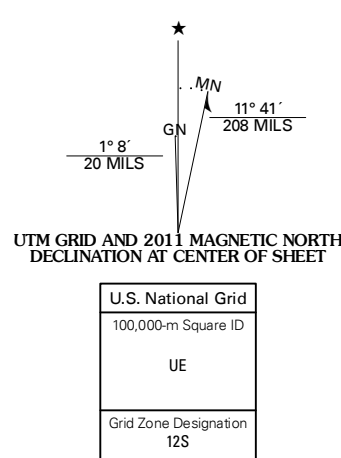 ★
MN
11° 41´
208 MILS
GN
1° 8´
20 MILS
UTM GRID AND 2011 MAGNETIC NORTH
DECLINATION AT CENTER OF SHEET
U.S. National Grid
100,000-m Square ID
UE
Grid Zone Designation
12S